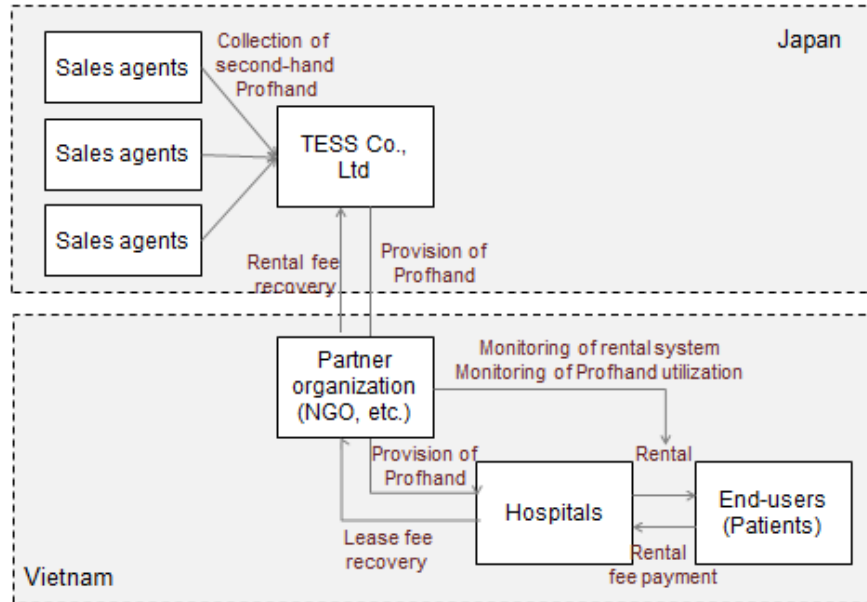 Japan
Collection of
second-hand
Profhand
Sales agents
Sales agents
Sales agents
TESS Co.,
Ltd
Rental fee
recovery
Provision of
Profhand
Partner
organization
(NGO, etc.)
Monitoring of rental system
Monitoring of Profhand utilization
Provision of
Profhand
Rental
Hospitals
End-users
(Patients)
Lease fee
recovery
Rental
fee payment
Vietnam